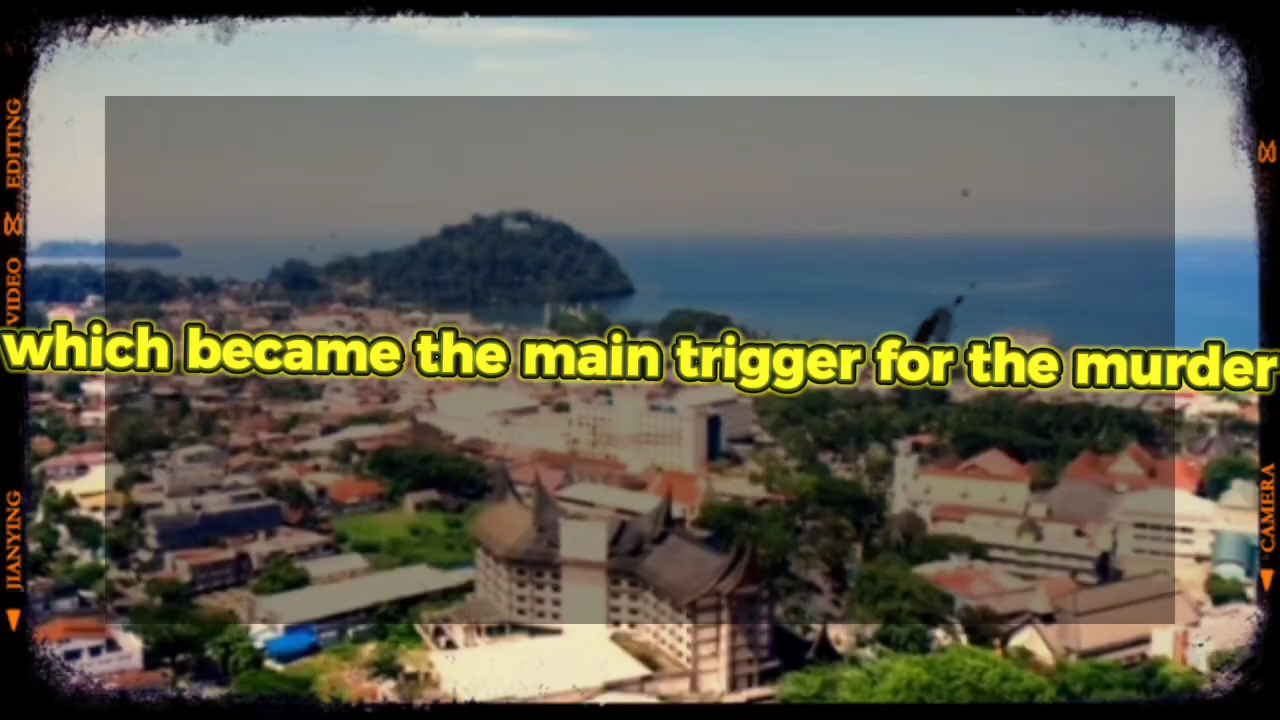 which became the main trigger for the murder
EDITING
VIDEO
JIANYING
CAMERA